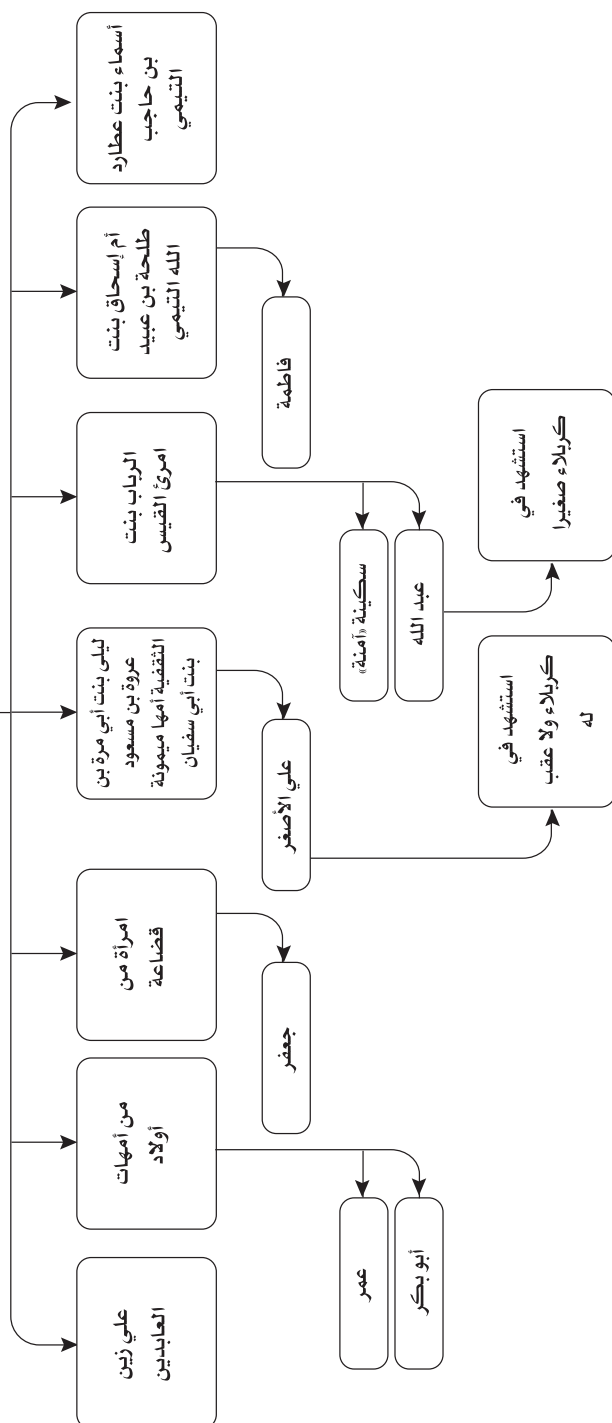 أسماء بنت عطارد
بن حاجب
التيمي
أم إسحاق بنت
طلحة بن عبيد
الله التيمي
الرباب بنت
امرئ القيس
ليلى بنت أبي مرة بن
عروة بن مسعود
الثقفية أمها ميمونة
بنت أبي سفيان
امرأة من
قضاعة
من أمهات
أولاد
علي زين
العابدين
فاطمة
علي الأصغر
جعفر
سكينة «آمنة»
عبد الله
عمر
أبو بكر
استشهد في
كربلاء صغيرا
استشهد في
كربلاء ولا عقب
له